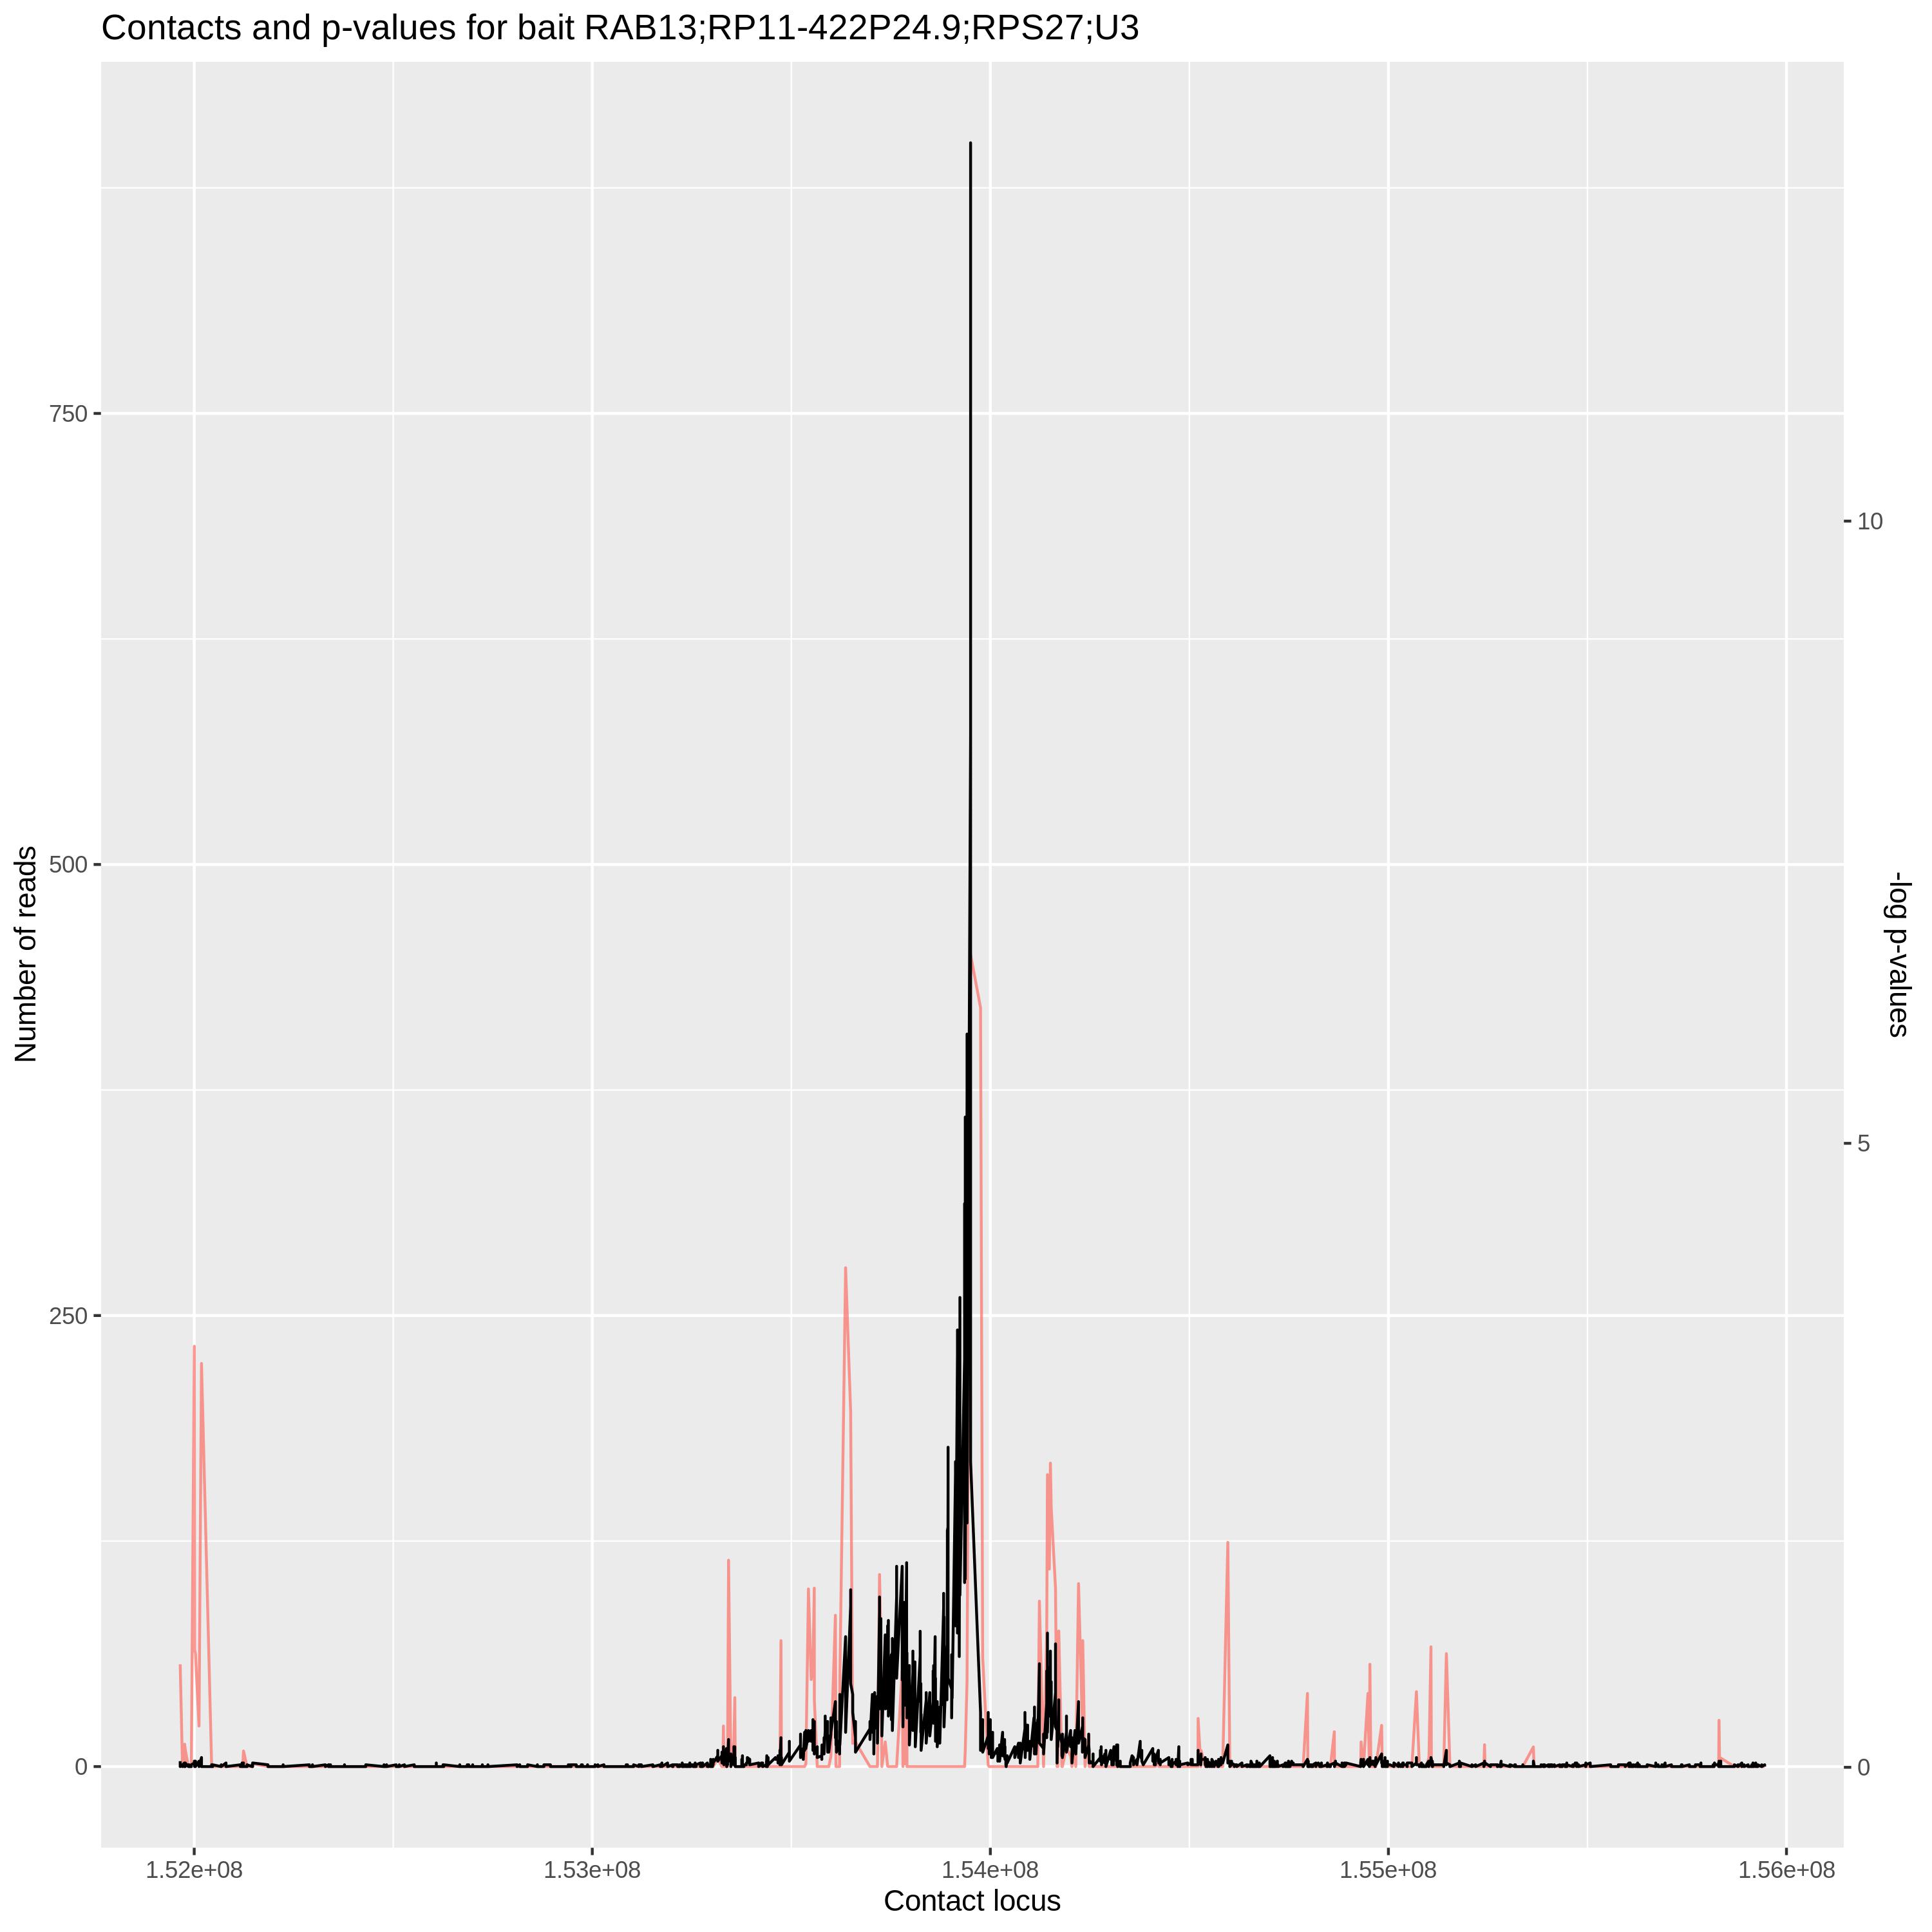 Contacts and p-values for bait RAB13;RP11-422P24.9;RPS27;U3
Number of reads
750
500
250
0
-log p-values
10
5
0
1.52e+08 1.53e+08 1.54e+08 1.55e+08 1.56e+08
Contact locus